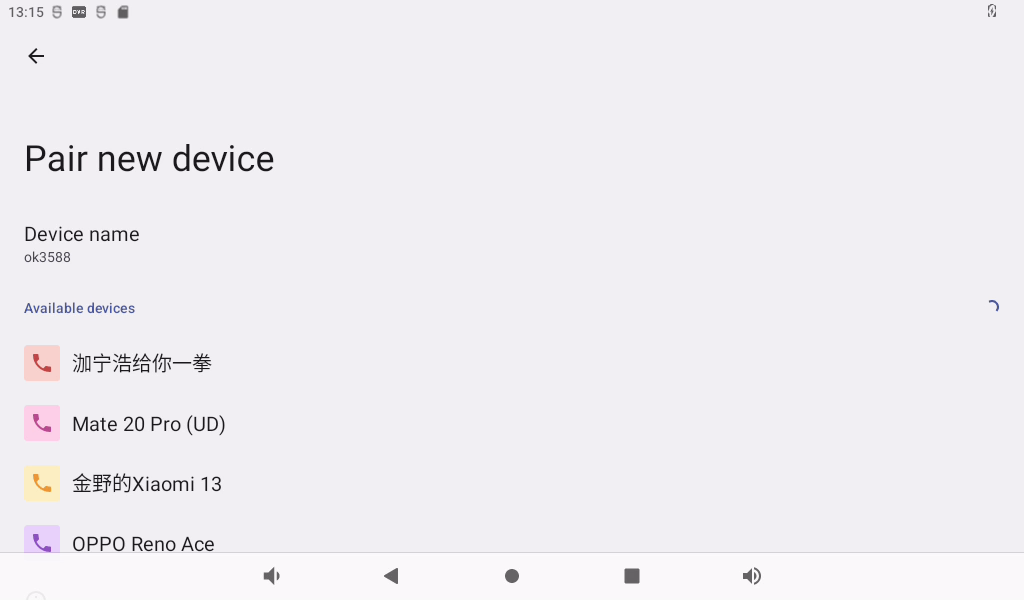 13:15
DVR
Pair new device
Device name
ok3588
Available devices
泇宁浩给你一拳
Mate 20 Pro (UD)
金野的Xiaomi 13
OPPO Reno Ace